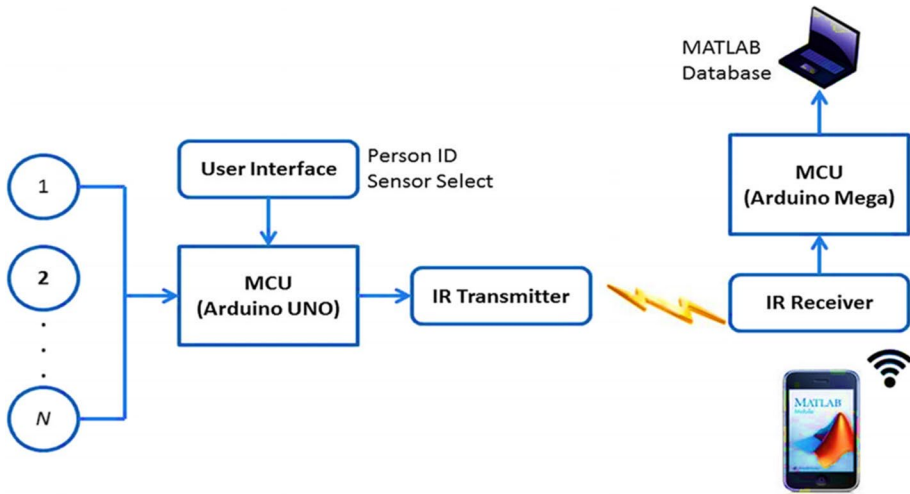 MATLAB
Database
User Interface
Person ID
Sensor Select
1
2
N
MCU
(Arduino UNO)
IR Transmitter
MCU
(Arduino Mega)
IR Receiver
MATLAB
Mobile